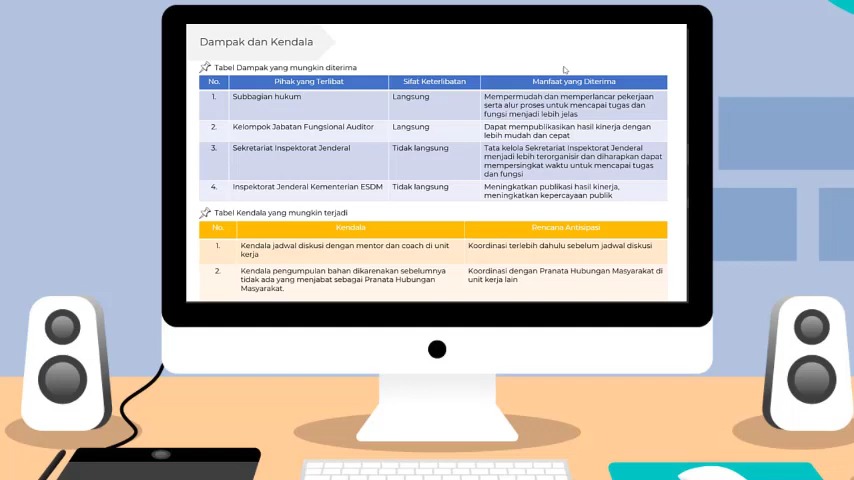 Dampak dan Kendala
Tabel Dampak yang mungkin diterima
No. Pihak yang Terlibat Sifat Keterlibatan Manfaat yang Diterima
1. Subbagian hukum Langsung Mempermudah dan memperlancar pekerjaan
serta alur proses untuk mencapai tugas dan
fungsi menjadi lebih jelas
2. Kelompok Jabatan Fungsional Auditor Langsung Dapat mempublikasikan hasil kinerja dengan
lebih mudah dan cepat
3. Sekretariat Inspektorat Jenderal Tidak langsung Tata kelola Sekretariat Inspektorat Jenderal
menjadi lebih terorganisir dan diharapkan dapat
mempersingkat waktu untuk mencapai tugas
dan fungsi
4. Inspektorat Jenderal Kementerian ESDM Tidak langsung Meningkatkan publikasi hasil kinerja,
meningkatkan kepercayaan publik
Tabel Kendala yang mungkin terjadi
No. Kendala Rencana Antisipasi
1. Kendala jadwal diskusi dengan mentor dan coach di unit
kerja
Koordinasi terlebih dahulu sebelum jadwal diskusi
2. Kendala pengumpulan bahan dikarenakan sebelumnya
tidak ada yang menjabat sebagai Pranata Hubungan
Masyarakat.
Koordinasi dengan Pranata Hubungan Masyarakat di
unit kerja lain